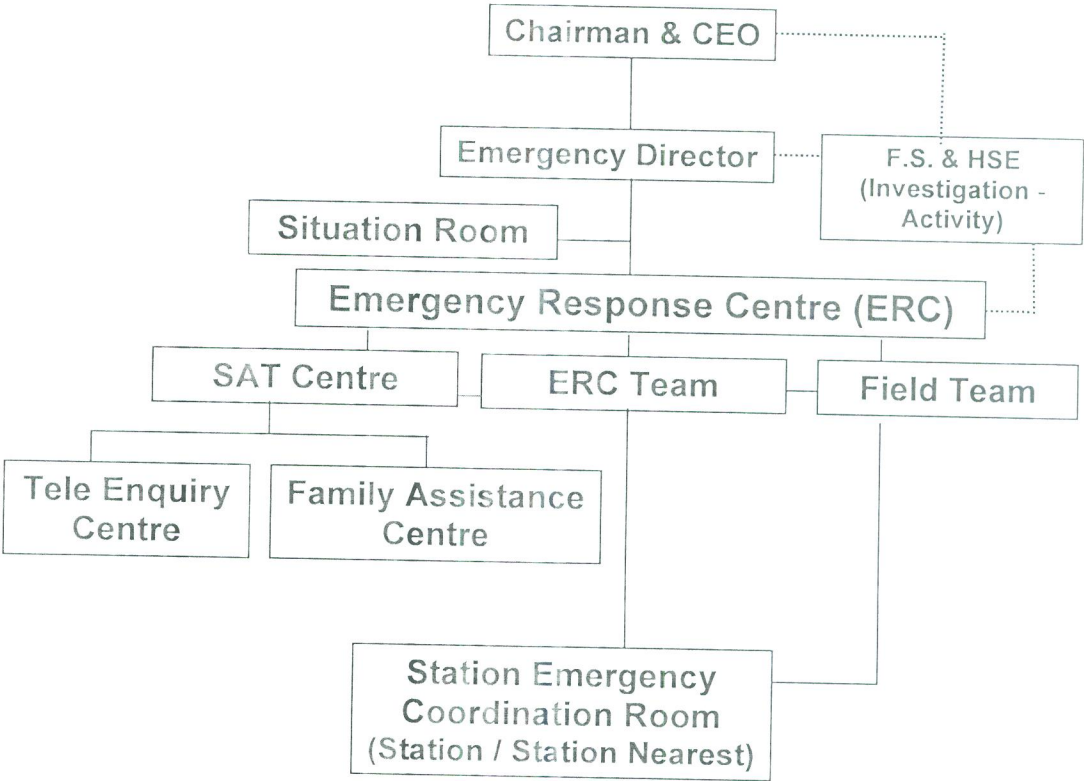 Chairman & CEO
Emergency Director
F.S. & HSE
(Investigation -
Activity)
Situation Room
Emergency Response Centre (ERC)
SAT Centre
ERC Team
Field Team
Tele Enquiry
Centre
Family Assistance
Centre
Station Emergency
Coordination Room
(Station / Station Nearest)